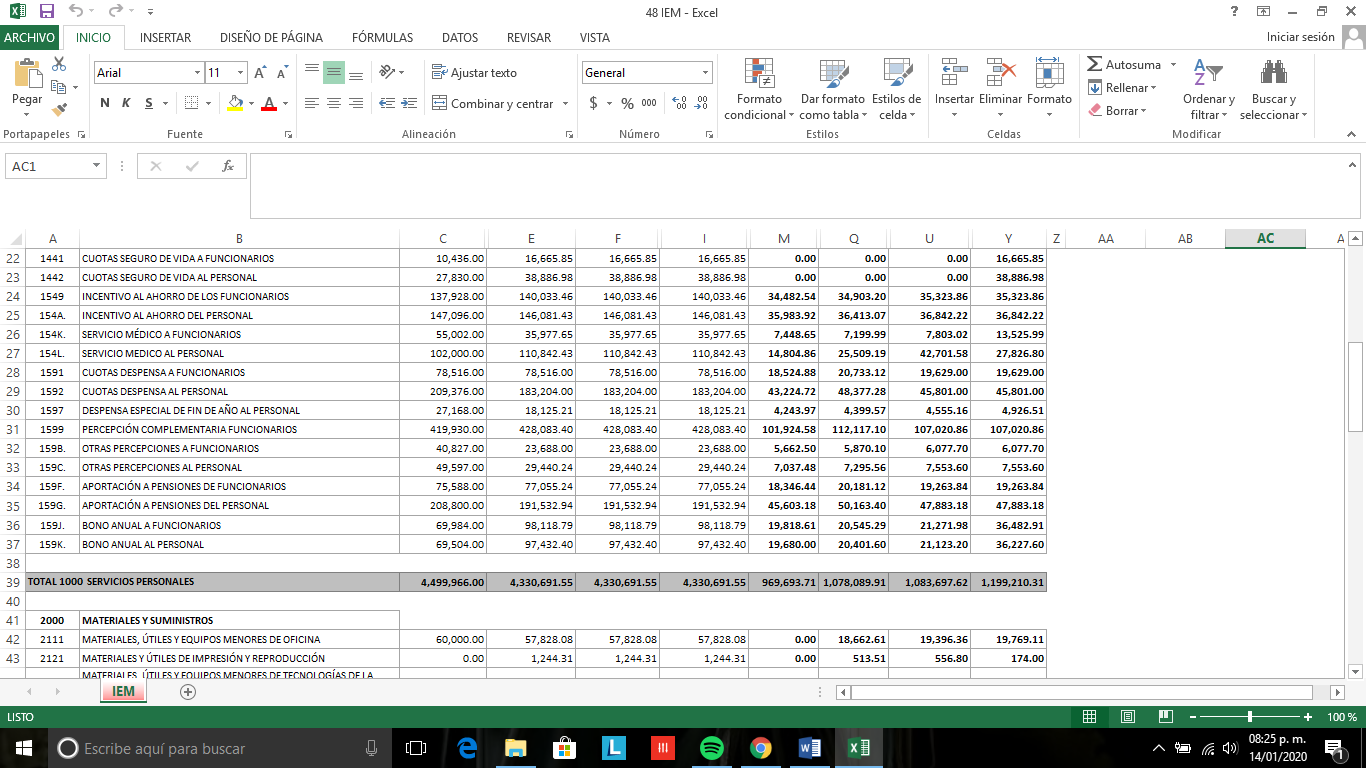 48 IEM - Excel
ARCHIVO INICIO INSERTAR DISEÑO DE PÁGINA FÓRMULAS DATOS REVISAR VISTA Iniciar sesión
Arial 11 Ajustar texto General Autosuma
Pegar N K S Combinar y centrar $ % 000 Formato condicional Dar formato como tabla Estilos de celda Insertar Eliminar Formato Rellenar Borrar Ordenar y filtrar Buscar y seleccionar
Portapapeles Fuente Alineación Número Estilos Celdas Modificar
AC1 fx
A B C E F I M Q U Y Z AA AB AC A
22 1441 CUOTAS SEGURO DE VIDA A FUNCIONARIOS 10,436.00 16,665.85 16,665.85 16,665.85 0.00 0.00 0.00 16,665.85
23 1442 CUOTAS SEGURO DE VIDA AL PERSONAL 27,830.00 38,886.98 38,886.98 38,886.98 0.00 0.00 0.00 38,886.98
24 1549 INCENTIVO AL AHORRO DE LOS FUNCIONARIOS 137,928.00 140,033.46 140,033.46 140,033.46 34,482.54 34,903.20 35,323.86 35,323.86
25 154A. INCENTIVO AL AHORRO DEL PERSONAL 147,096.00 146,081.43 146,081.43 146,081.43 35,983.92 36,413.07 36,842.22 36,842.22
26 154K. SERVICIO MÉDICO A FUNCIONARIOS 55,002.00 35,977.65 35,977.65 35,977.65 7,448.65 7,199.99 7,803.02 13,525.99
27 154L. SERVICIO MEDICO AL PERSONAL 102,000.00 110,842.43 110,842.43 110,842.43 14,804.86 25,509.19 42,701.58 27,826.80
28 1591 CUOTAS DESPENSA A FUNCIONARIOS 78,516.00 78,516.00 78,516.00 78,516.00 18,524.88 20,733.12 19,629.00 19,629.00
29 1592 CUOTAS DESPENSA AL PERSONAL 209,376.00 183,204.00 183,204.00 183,204.00 43,224.72 48,377.28 45,801.00 45,801.00
30 1597 DESPENSA ESPECIAL DE FIN DE AÑO AL PERSONAL 27,168.00 18,125.21 18,125.21 18,125.21 4,243.97 4,399.57 4,555.16 4,926.51
31 1599 PERCEPCIÓN COMPLEMENTARIA FUNCIONARIOS 419,930.00 428,083.40 428,083.40 428,083.40 101,924.58 112,117.10 107,020.86 107,020.86
32 159B. OTRAS PERCEPCIONES A FUNCIONARIOS 40,827.00 23,688.00 23,688.00 23,688.00 5,662.50 5,870.10 6,077.70 6,077.70
33 159C. OTRAS PERCEPCIONES AL PERSONAL 49,597.00 29,440.24 29,440.24 29,440.24 7,037.48 7,295.56 7,553.60 7,553.60
34 159F. APORTACIÓN A PENSIONES DE FUNCIONARIOS 75,588.00 77,055.24 77,055.24 77,055.24 18,346.44 20,181.12 19,263.84 19,263.84
35 159G. APORTACIÓN A PENSIONES DEL PERSONAL 208,800.00 191,532.94 191,532.94 191,532.94 45,603.18 50,163.40 47,883.18 47,883.18
36 159J. BONO ANUAL A FUNCIONARIOS 69,984.00 98,118.79 98,118.79 98,118.79 19,818.61 20,545.29 21,271.98 36,482.91
37 159K. BONO ANUAL AL PERSONAL 69,504.00 97,432.40 97,432.40 97,432.40 19,680.00 20,401.60 21,123.20 36,227.60
38
39 TOTAL 1000 SERVICIOS PERSONALES 4,499,966.00 4,330,691.55 4,330,691.55 4,330,691.55 969,693.71 1,078,089.91 1,083,697.62 1,199,210.31
40
41 2000 MATERIALES Y SUMINISTROS
42 2111 MATERIALES, ÚTILES Y EQUIPOS MENORES DE OFICINA 60,000.00 57,828.08 57,828.08 57,828.08 0.00 18,662.61 19,396.36 19,769.11
43 2121 MATERIALES Y ÚTILES DE IMPRESIÓN Y REPRODUCCIÓN 0.00 1,244.31 1,244.31 1,244.31 0.00 513.51 556.80 174.00
MATERIALES, ÚTILES Y EQUIPOS MENORES DE TECNOLOGÍAS DE LA
IEM
LISTO 100 %
Escribe aquí para buscar 08:25 p. m.
14/01/2020